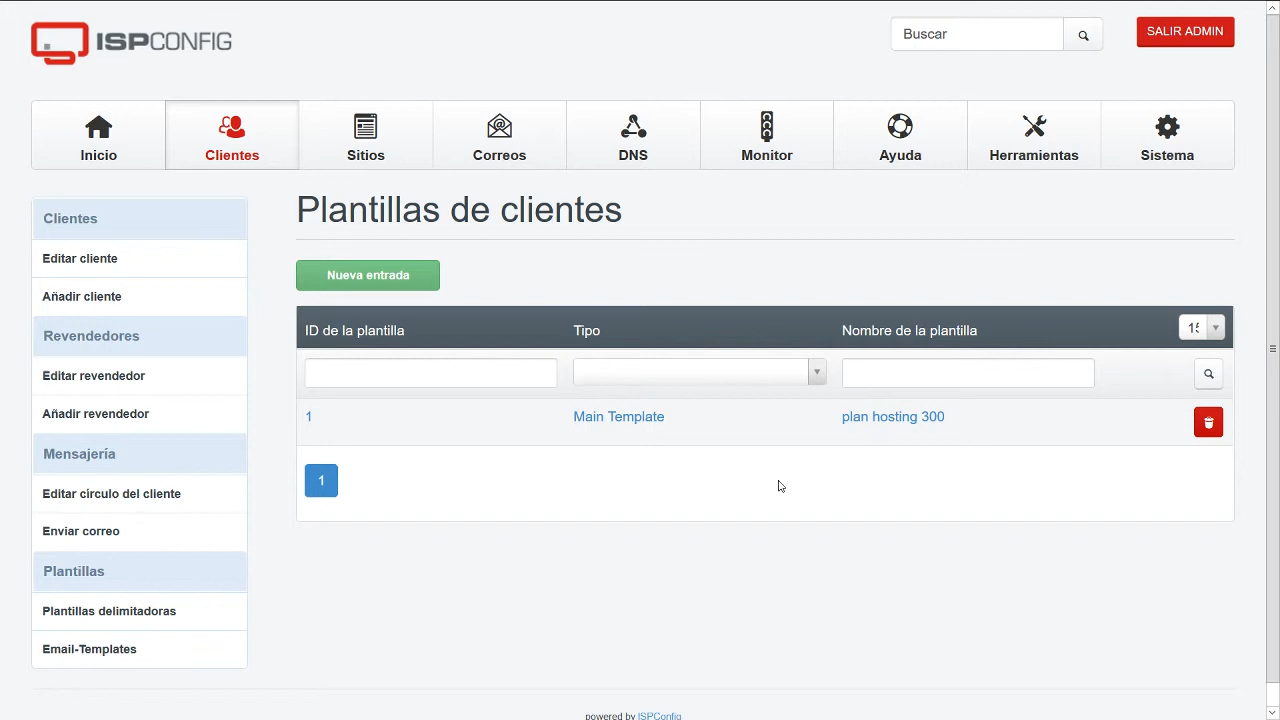 ISPCONFIG
Buscar
SALIR ADMIN
Inicio
Clientes
Sitios
Correos
DNS
Monitor
Ayuda
Herramientas
Sistema
Clientes
Editar cliente
Añadir cliente
Revendedores
Editar revendedor
Añadir revendedor
Mensajería
Editar círculo del cliente
Enviar correo
Plantillas
Plantillas delimitadoras
Email-Templates
Plantillas de clientes
Nueva entrada
ID de la plantilla Tipo Nombre de la plantilla 15
1 Main Template plan hosting 300
1
powered by ISPConfig